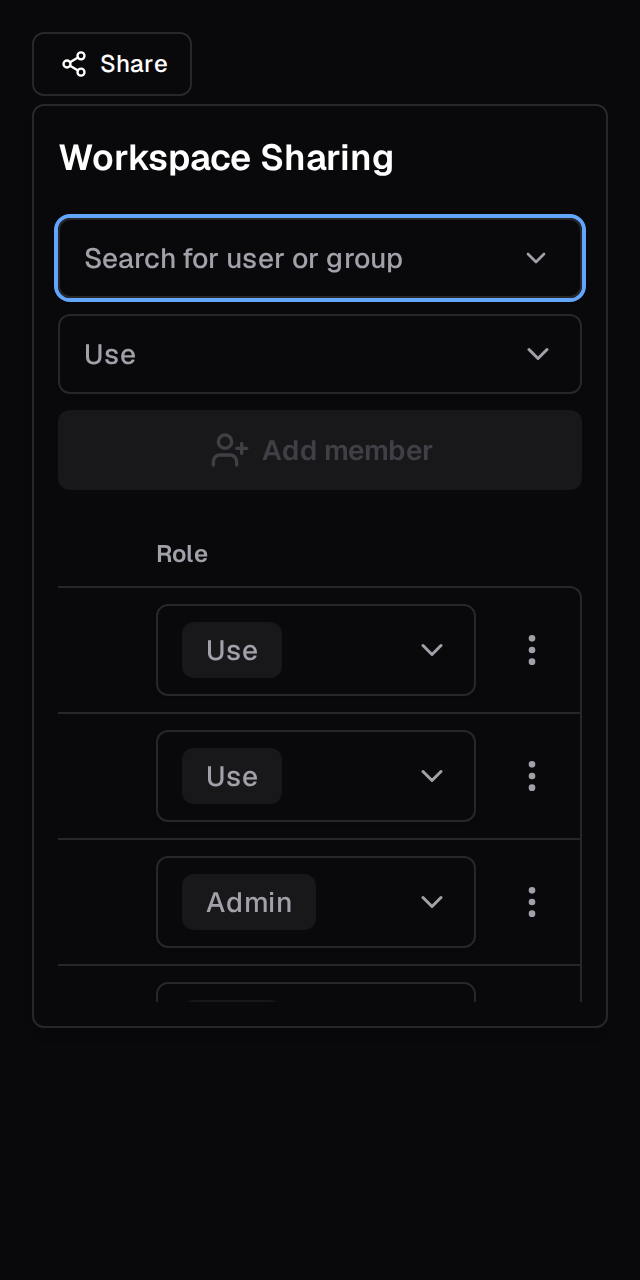 Share
Workspace Sharing
Search for user or group
Use
Add member
Role
Use
Use
Admin